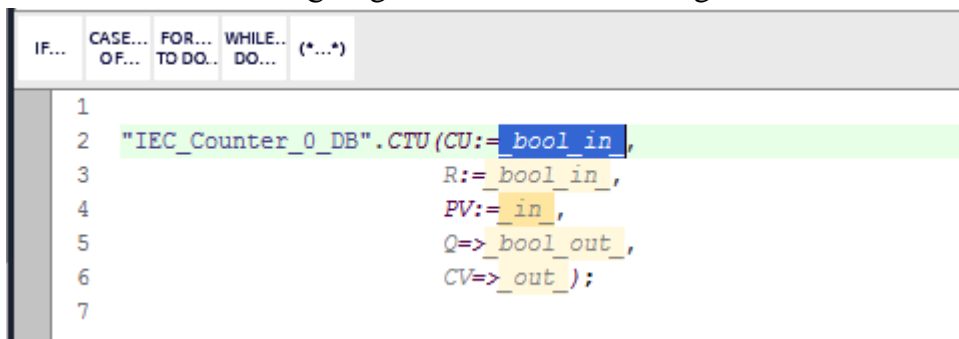 IF...
CASE... OF...
FOR... TO DO..
WHILE.. DO...
(*...*)
1
2 "IEC_Counter_0_DB".CTU(CU:=_bool_in_,
3 R:=_bool_in_,
4 PV:=_in_,
5 Q=>_bool_out_,
6 CV=>_out_);
7